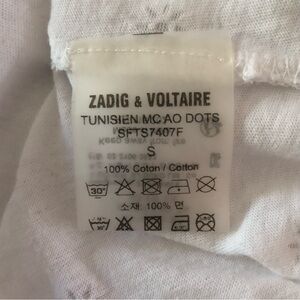 ZADIG & VOLTAIRE
TUNISIEN MC AO DOTS
SFTS7407F
S
100% Coton / Cotton
30°
소재: 100% 면